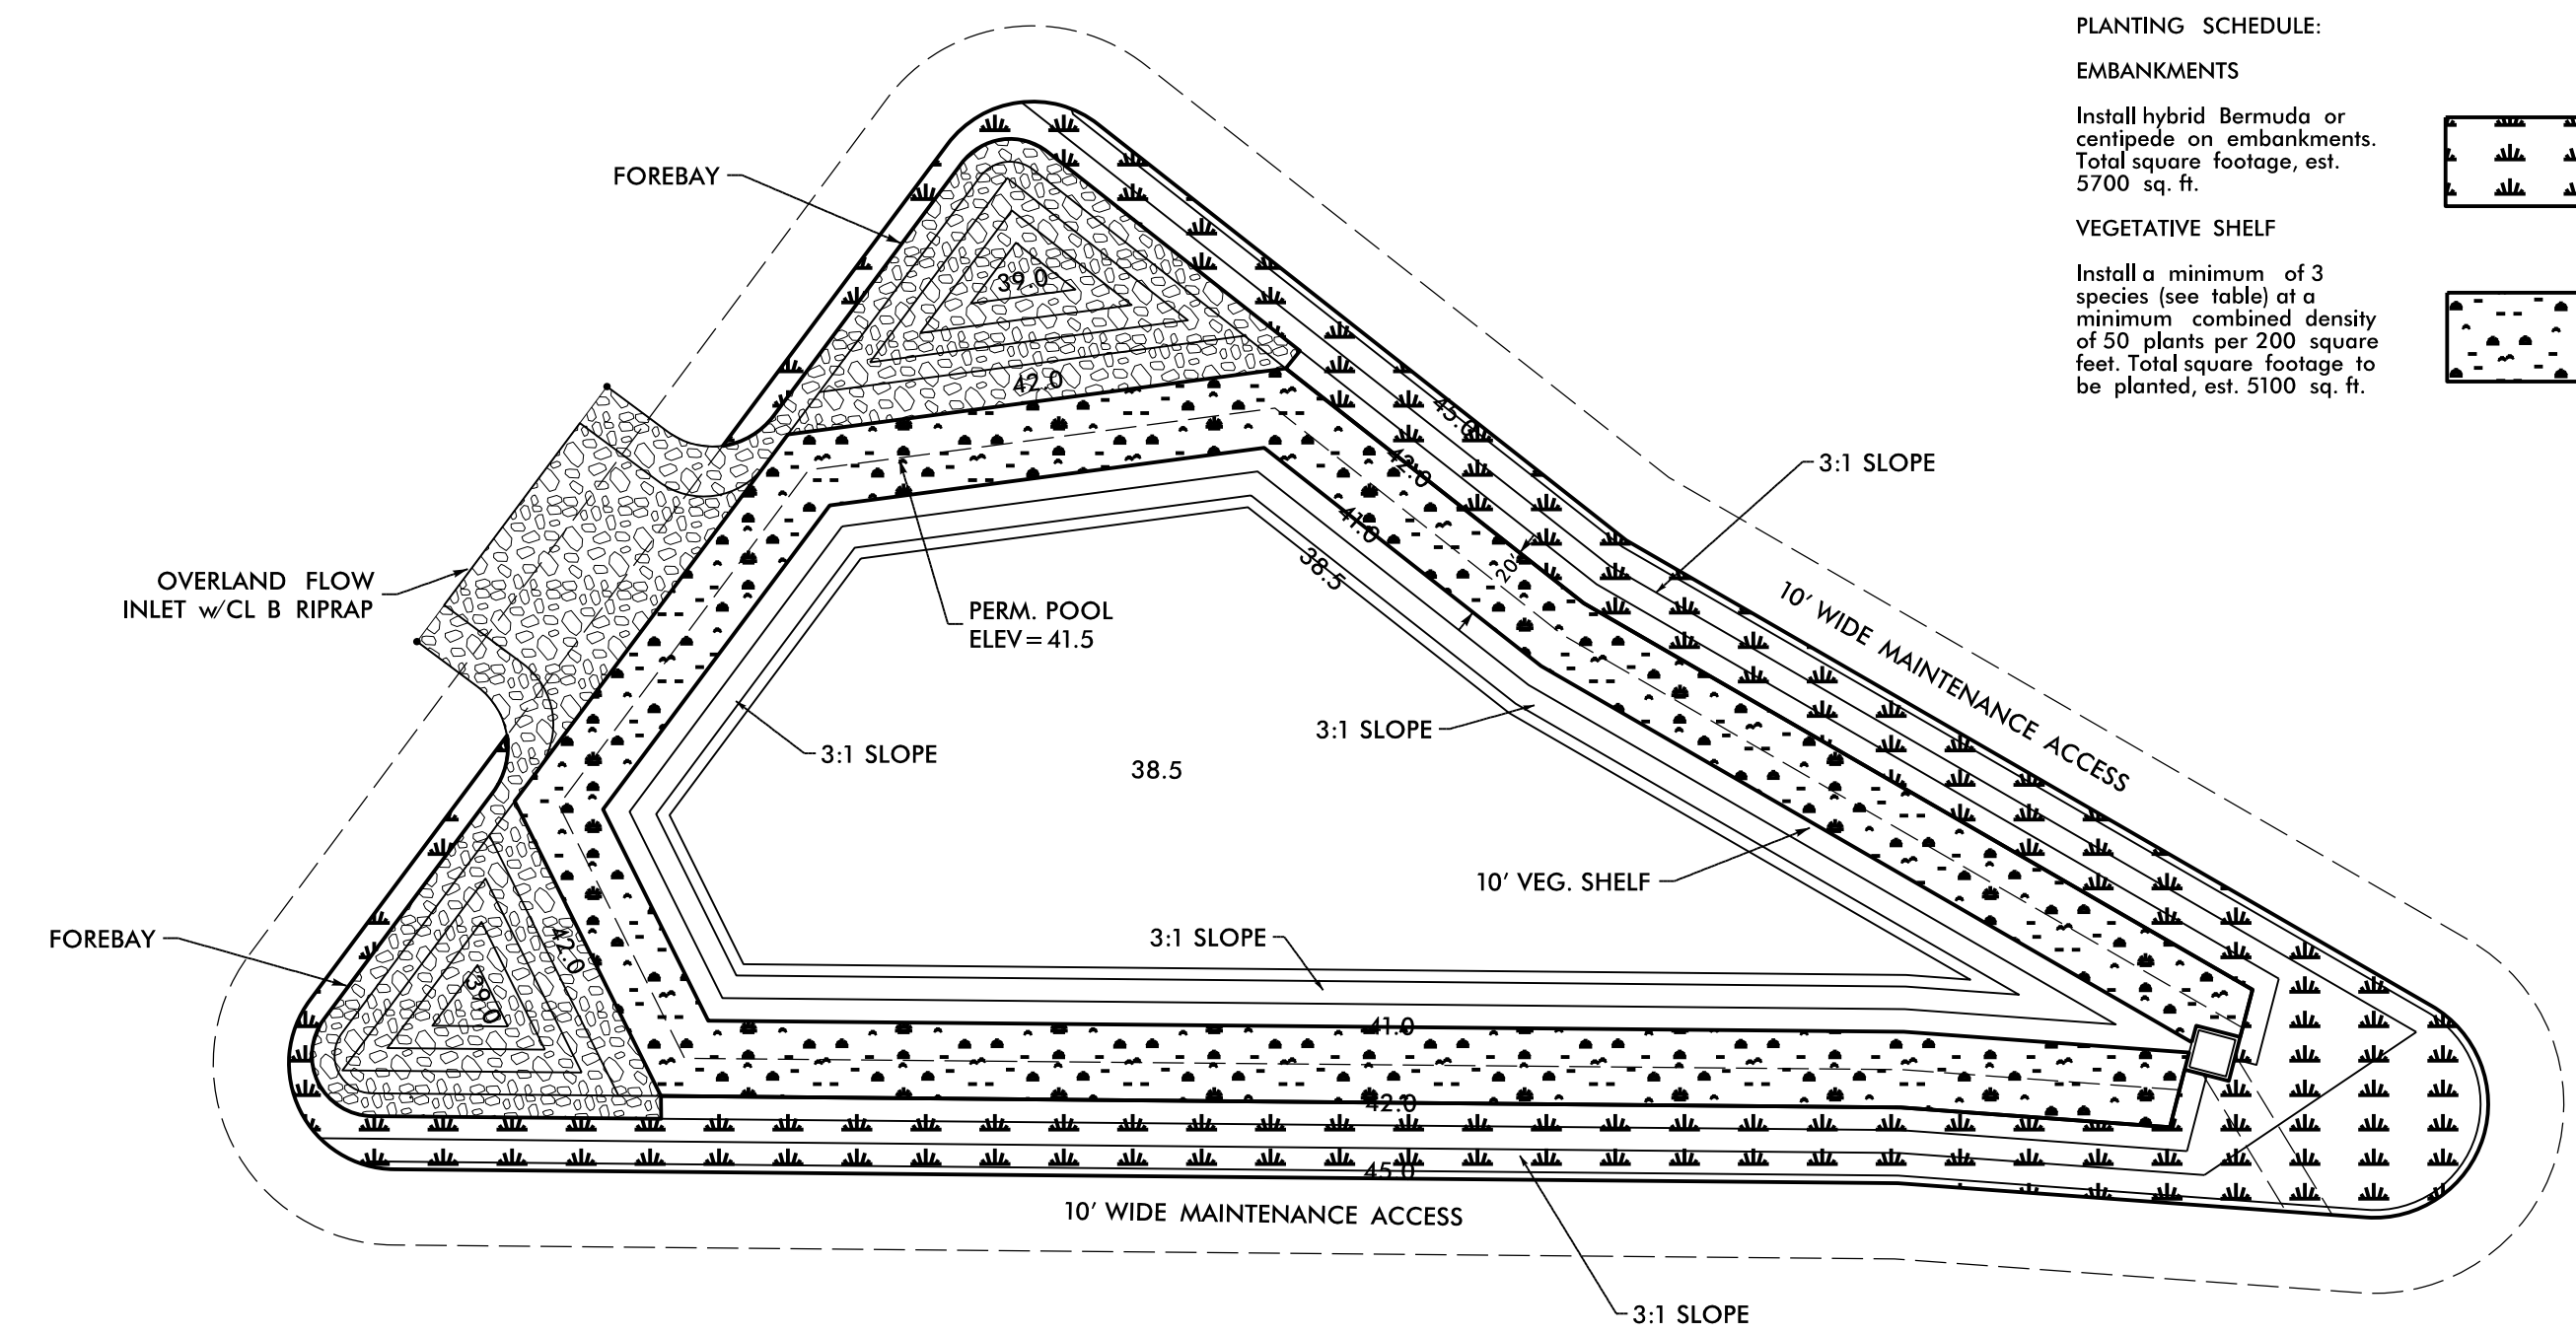 PLANTING SCHEDULE:
EMBANKMENTS
Install hybrid Bermuda or
centipede on embankments.
Total square footage, est.
5700 sq. ft.
VEGETATIVE SHELF
Install a minimum of 3
species (see table) at a
minimum combined density
of 50 plants per 200 square
feet. Total square footage to
be planted, est. 5100 sq. ft.
FOREBAY
39.0
42.0
45.0
42.0
41.0
38.5
20'
3:1 SLOPE
OVERLAND FLOW
INLET w/CL B RIPRAP
PERM. POOL
ELEV=41.5
10' WIDE MAINTENANCE ACCESS
3:1 SLOPE
3:1 SLOPE
38.5
10' VEG. SHELF
FOREBAY
42.0
39.0
3:1 SLOPE
41.0
42.0
45.0
10' WIDE MAINTENANCE ACCESS
3:1 SLOPE